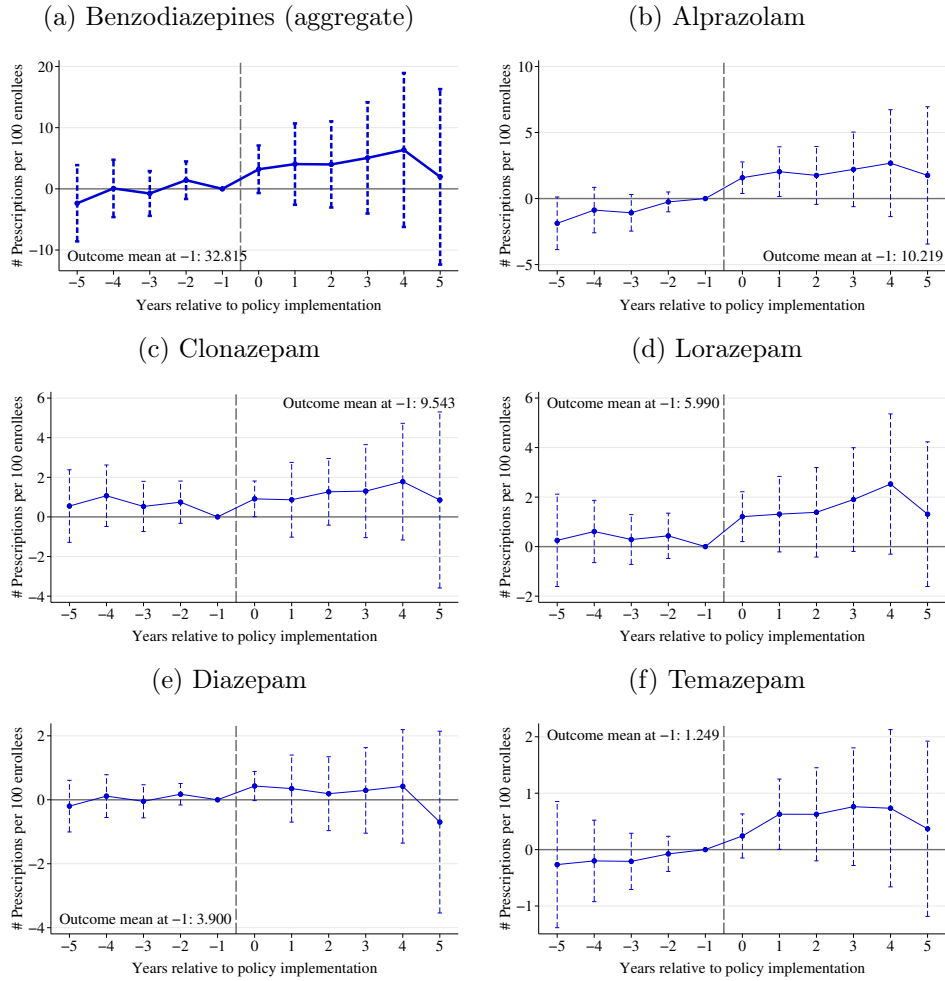 (a) Benzodiazepines (aggregate)
# Prescriptions per 100 enrollees
20
10
0
−10
Outcome mean at −1: 32.815
−5 −4 −3 −2 −1 0 1 2 3 4 5
Years relative to policy implementation
(b) Alprazolam
# Prescriptions per 100 enrollees
10
5
0
−5
Outcome mean at −1: 10.219
−5 −4 −3 −2 −1 0 1 2 3 4 5
Years relative to policy implementation
(c) Clonazepam
# Prescriptions per 100 enrollees
6
4
2
0
−2
−4
Outcome mean at −1: 9.543
−5 −4 −3 −2 −1 0 1 2 3 4 5
Years relative to policy implementation
(d) Lorazepam
# Prescriptions per 100 enrollees
6
4
2
0
−2
Outcome mean at −1: 5.990
−5 −4 −3 −2 −1 0 1 2 3 4 5
Years relative to policy implementation
(e) Diazepam
# Prescriptions per 100 enrollees
2
0
−2
−4
Outcome mean at −1: 3.900
−5 −4 −3 −2 −1 0 1 2 3 4 5
Years relative to policy implementation
(f) Temazepam
# Prescriptions per 100 enrollees
2
1
0
−1
Outcome mean at −1: 1.249
−5 −4 −3 −2 −1 0 1 2 3 4 5
Years relative to policy implementation